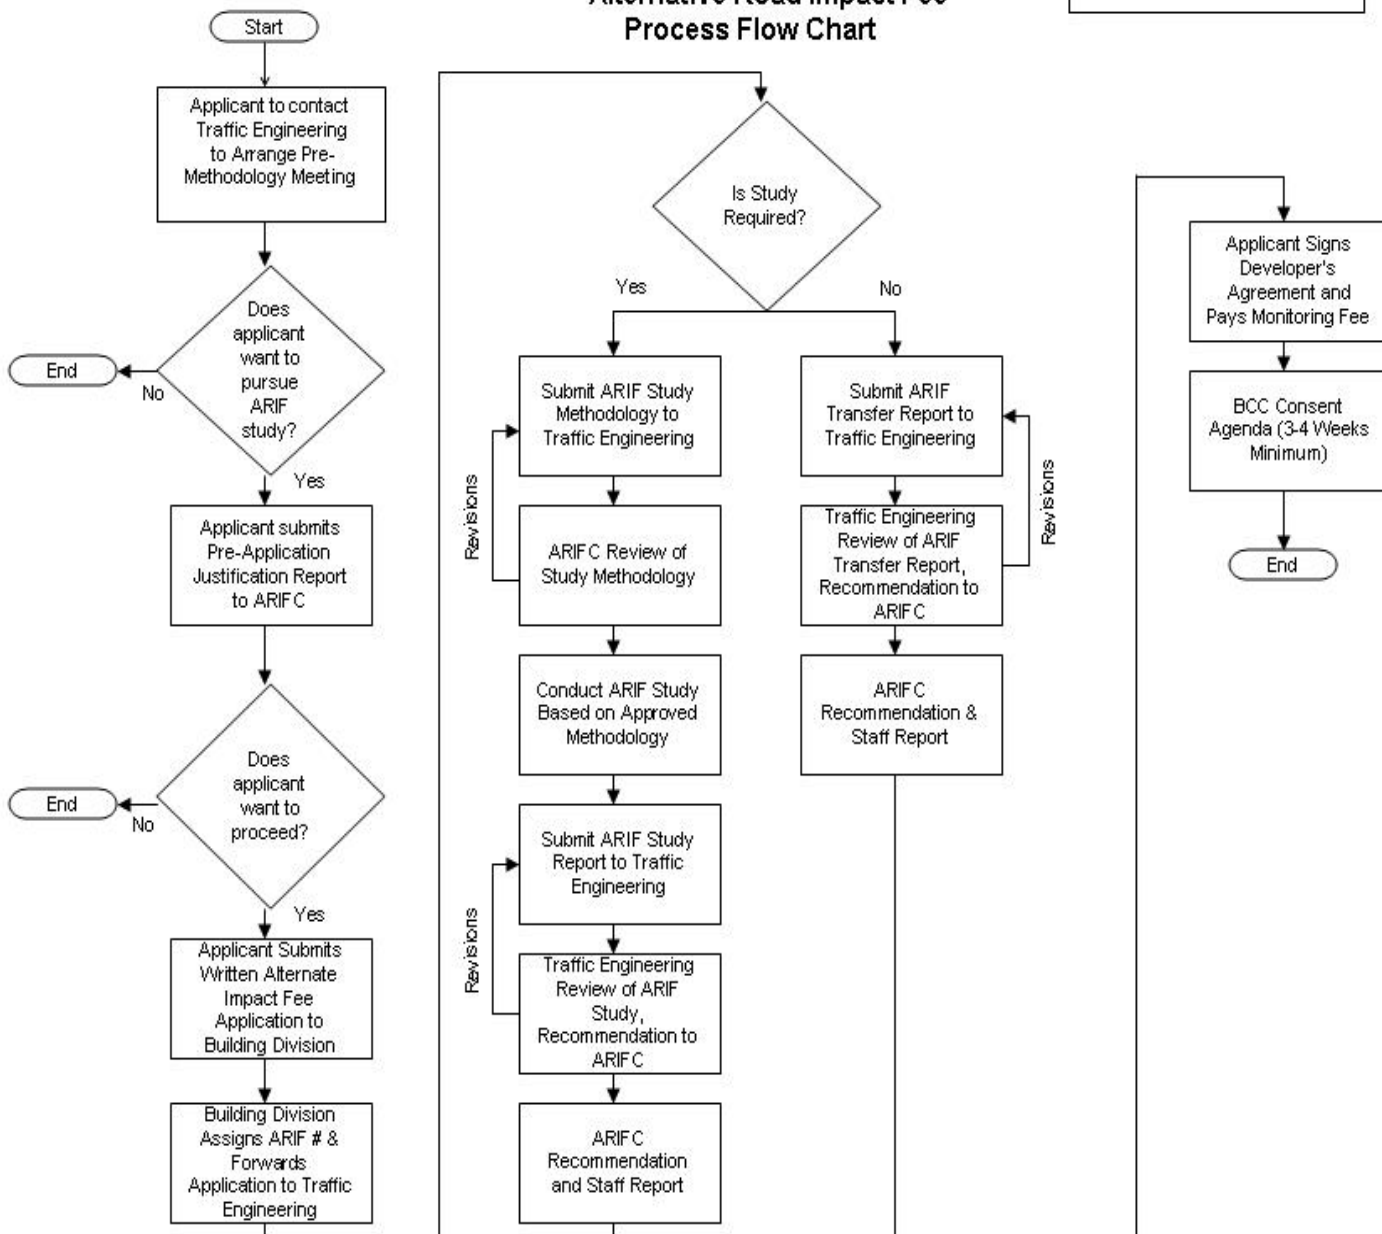 Alternative Road Impact Fee
Process Flow Chart
Start
Applicant to contact
Traffic Engineering
to Arrange Pre-
Methodology Meeting
Does
applicant
want to
pursue
ARIF
study?
No
End
Yes
Applicant submits
Pre-Application
Justification Report
to ARIFC
Does
applicant
want to
proceed?
No
End
Yes
Applicant Submits
Written Alternate
Impact Fee
Application to
Building Division
Building Division
Assigns ARIF # &
Forwards
Application to Traffic
Engineering
Is Study
Required?
Yes
No
Submit ARIF Study
Methodology to
Traffic Engineering
Revisions
ARIFC Review of
Study Methodology
Conduct ARIF Study
Based on Approved
Methodology
Submit ARIF Study
Report to Traffic
Engineering
Revisions
Traffic Engineering
Review of ARIF
Study,
Recommendation to
ARIFC
ARIFC
Recommendation
and Staff Report
Submit ARIF
Transfer Report to
Traffic Engineering
Revisions
Traffic Engineering
Review of ARIF
Transfer Report,
Recommendation to
ARIFC
ARIFC
Recommendation &
Staff Report
Applicant Signs
Developer's
Agreement and
Pays Monitoring Fee
BCC Consent
Agenda (3-4 Weeks
Minimum)
End